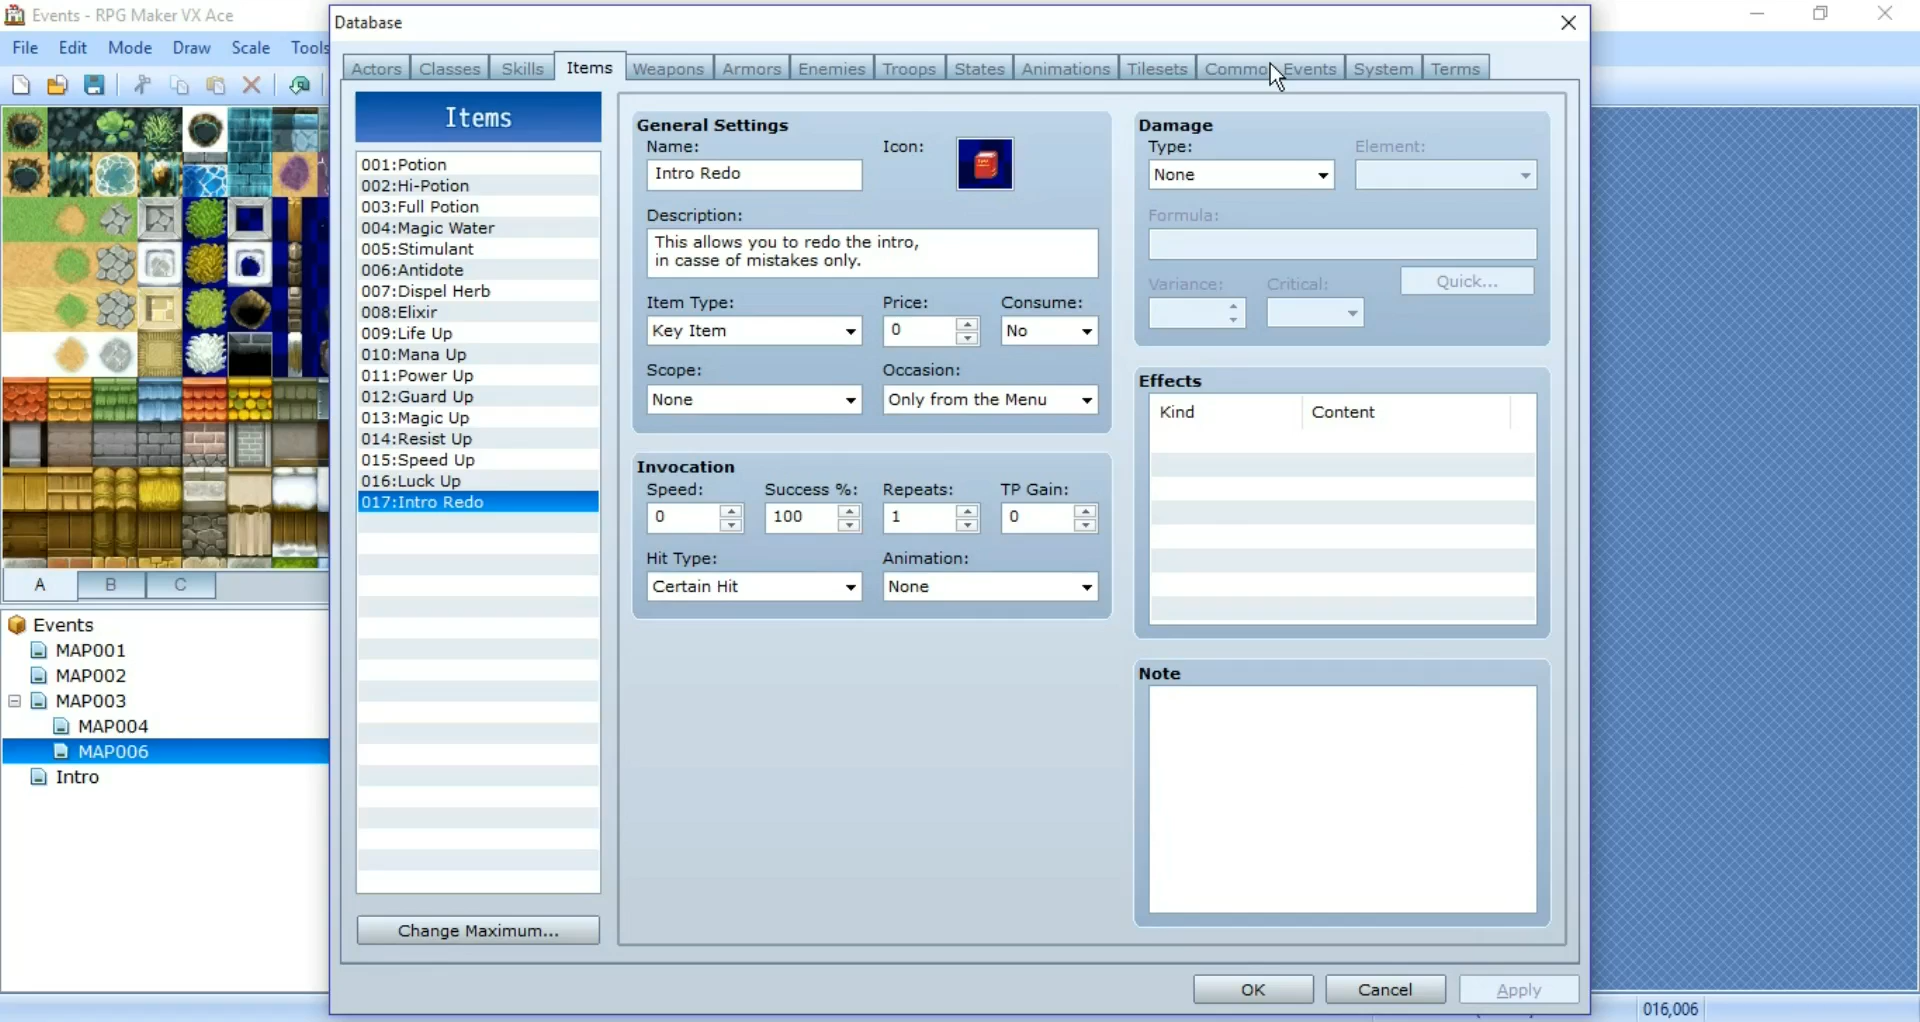 Events - RPG Maker VX Ace
File Edit Mode Draw Scale Tools
Database
Actors Classes Skills Items Weapons Armors Enemies Troops States Animations Tilesets Commo Events System Terms
Items
001:Potion
002:Hi-Potion
003:Full Potion
004:Magic Water
005:Stimulant
006:Antidote
007:Dispel Herb
008:Elixir
009:Life Up
010:Mana Up
011:Power Up
012:Guard Up
013:Magic Up
014:Resist Up
015:Speed Up
016:Luck Up
017:Intro Redo
Change Maximum...
General Settings
Name: Icon:
Intro Redo
Description:
This allows you to redo the intro,
in casse of mistakes only.
Item Type: Price: Consume:
Key Item 0 No
Scope: Occasion:
None Only from the Menu
Invocation
Speed: Success %: Repeats: TP Gain:
0 100 1 0
Hit Type: Animation:
Certain Hit None
Damage
Type: Element:
None
Formula:
Variance: Critical:
Quick...
Effects
Kind Content
Note
OK Cancel Apply
A B C
Events
MAP001
MAP002
MAP003
MAP004
MAP006
Intro
016,006